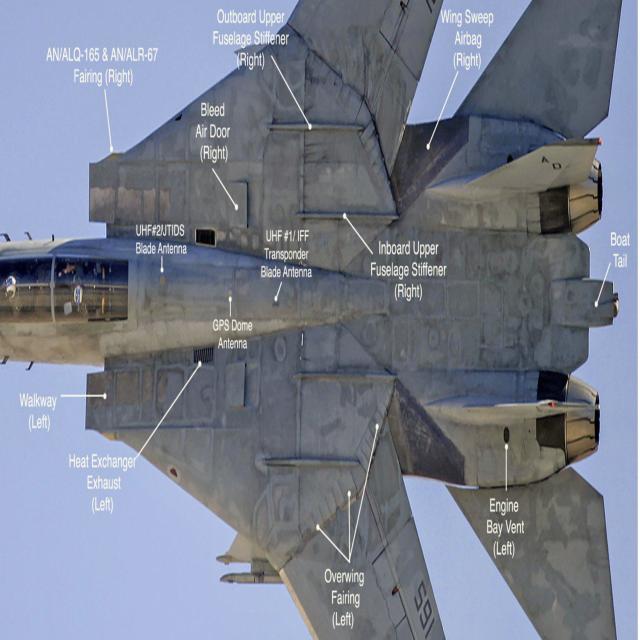 Outboard Upper
Fuselage Stiffener
(Right)
Wing Sweep
Airbag
(Right)
AN/ALQ-165 & AN/ALR-67
Fairing (Right)
Bleed
Air Door
(Right)
A D
UHF#2/JTIDS
Blade Antenna
UHF #1/ IFF
Transponder
Blade Antenna
Inboard Upper
Fuselage Stiffener
(Right)
Boat
Tail
GPS Dome
Antenna
Walkway
(Left)
Heat Exchanger
Exhaust
(Left)
Engine
Bay Vent
(Left)
Overwing
Fairing
(Left)